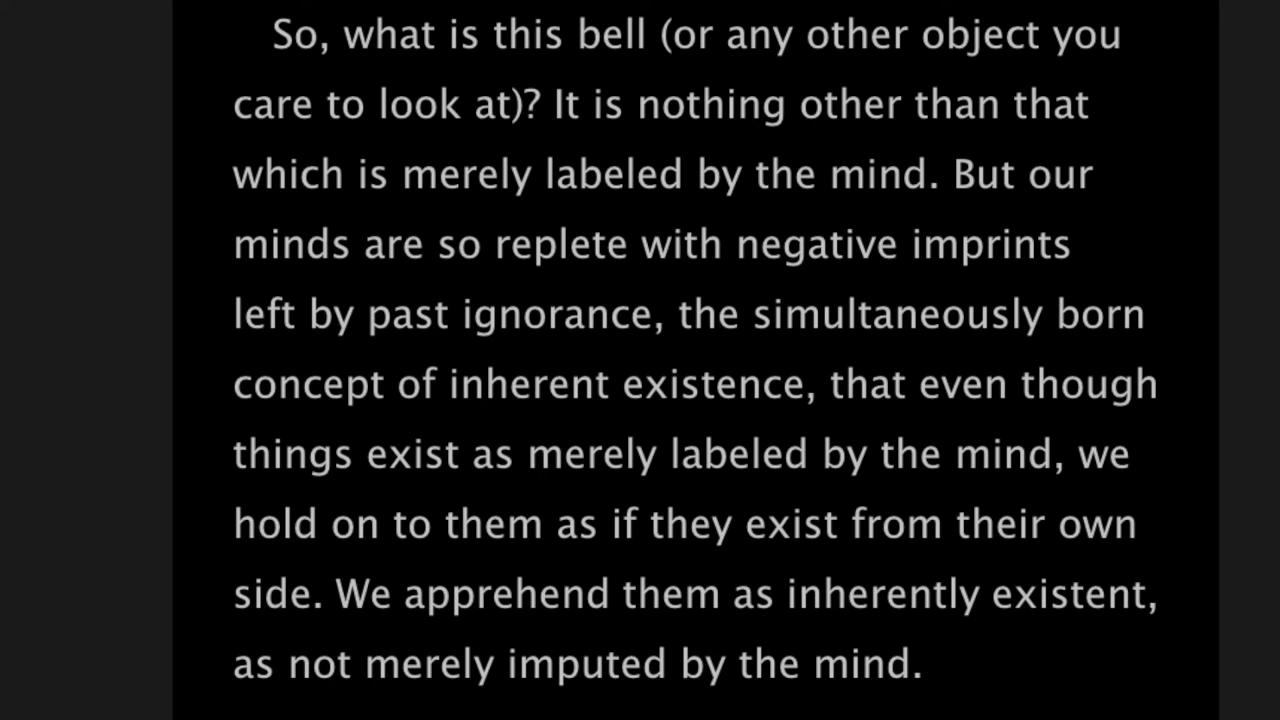 So, what is this bell (or any other object you
care to look at)? It is nothing other than that
which is merely labeled by the mind. But our
minds are so replete with negative imprints
left by past ignorance, the simultaneously born
concept of inherent existence, that even though
things exist as merely labeled by the mind, we
hold on to them as if they exist from their own
side. We apprehend them as inherently existent,
as not merely imputed by the mind.